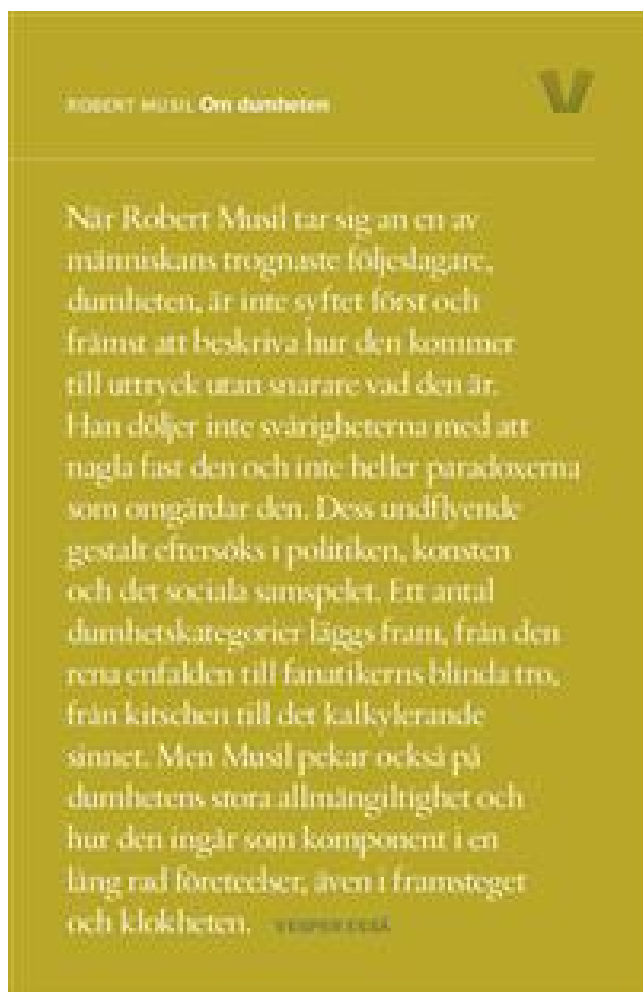 ROBERT MUSIL Om dumheten
V
När Robert Musil tar sig an en av
människans trognaste följeslagare,
dumheten, är inte syftet först och
främst att beskriva hur den kommer
till uttryck utan snarare vad den är.
Han döljer inte svårigheterna med att
nagla fast den och inte heller paradoxerna
som omgärdar den. Dess undflyende
gestalt eftersöks i politiken, konsten
och det sociala samspelet. Ett antal
dumhetskategorier läggs fram, från den
rena enfalden till fanatikerns blinda tro,
från kitschen till det kalkylerande
sinnet. Men Musil pekar också på
dumhetens stora allmängiltighet och
hur den ingår som komponent i en
lång rad företeelser, även i framsteget
och klokheten. VESPER ESSÄ